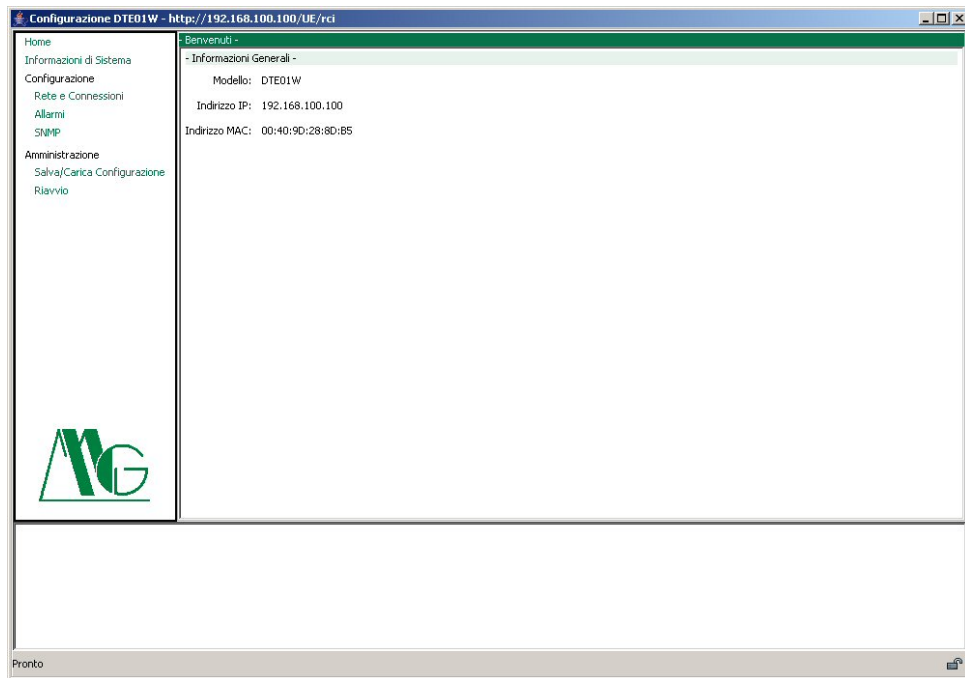 Configurazione DTE01W - http://192.168.100.100/UE/rci
Home
Informazioni di Sistema
Configurazione
Rete e Connessioni
Allarmi
SNMP
Amministrazione
Salva/Carica Configurazione
Riavvio
MG
- Benvenuti -
- Informazioni Generali -
Modello: DTE01W
Indirizzo IP: 192.168.100.100
Indirizzo MAC: 00:40:9D:28:8D:B5
Pronto